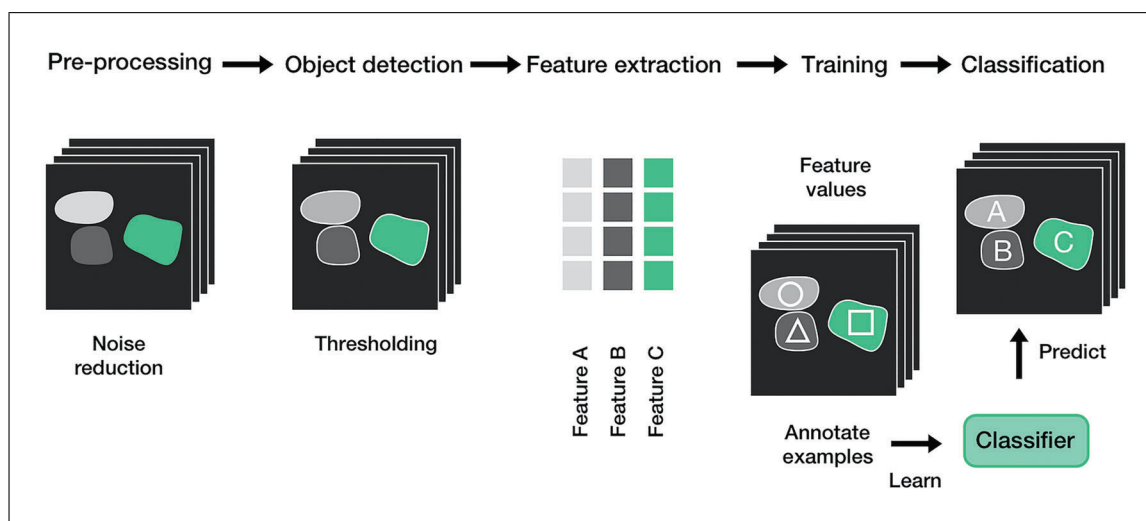 Pre-processing → Object detection → Feature extraction → Training → Classification
Noise
reduction
Thresholding
Feature A
Feature B
Feature C
Feature
values
Annotate
examples
Learn
Classifier
Predict
A
B
C